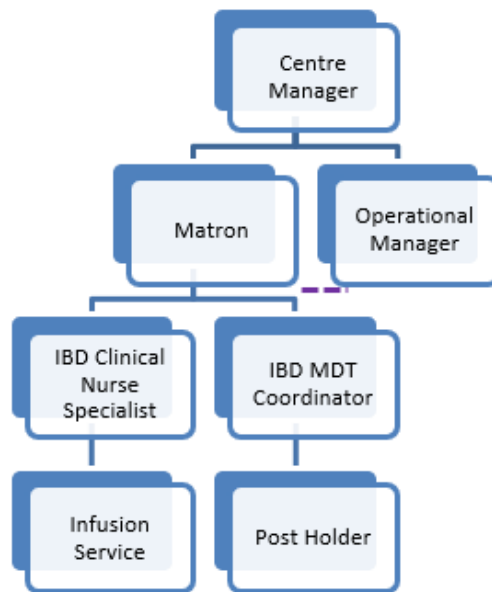 Centre
Manager
Matron
Operational
Manager
IBD Clinical
Nurse
Specialist
IBD MDT
Coordinator
Infusion
Service
Post Holder